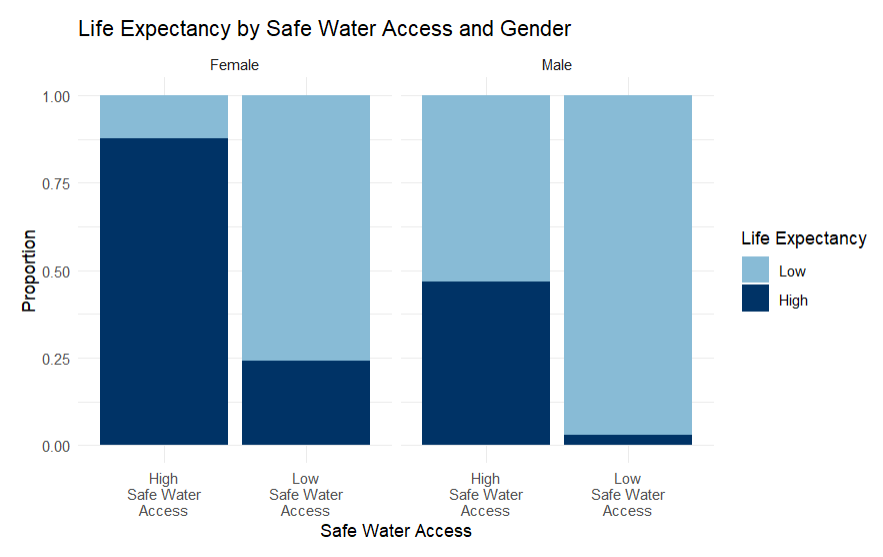 Life Expectancy by Safe Water Access and Gender
Female
Male
1.00
0.75
0.50
0.25
0.00
Proportion
High
Safe Water
Access
Low
Safe Water
Access
High
Safe Water
Access
Low
Safe Water
Access
Safe Water Access
Life Expectancy
Low
High